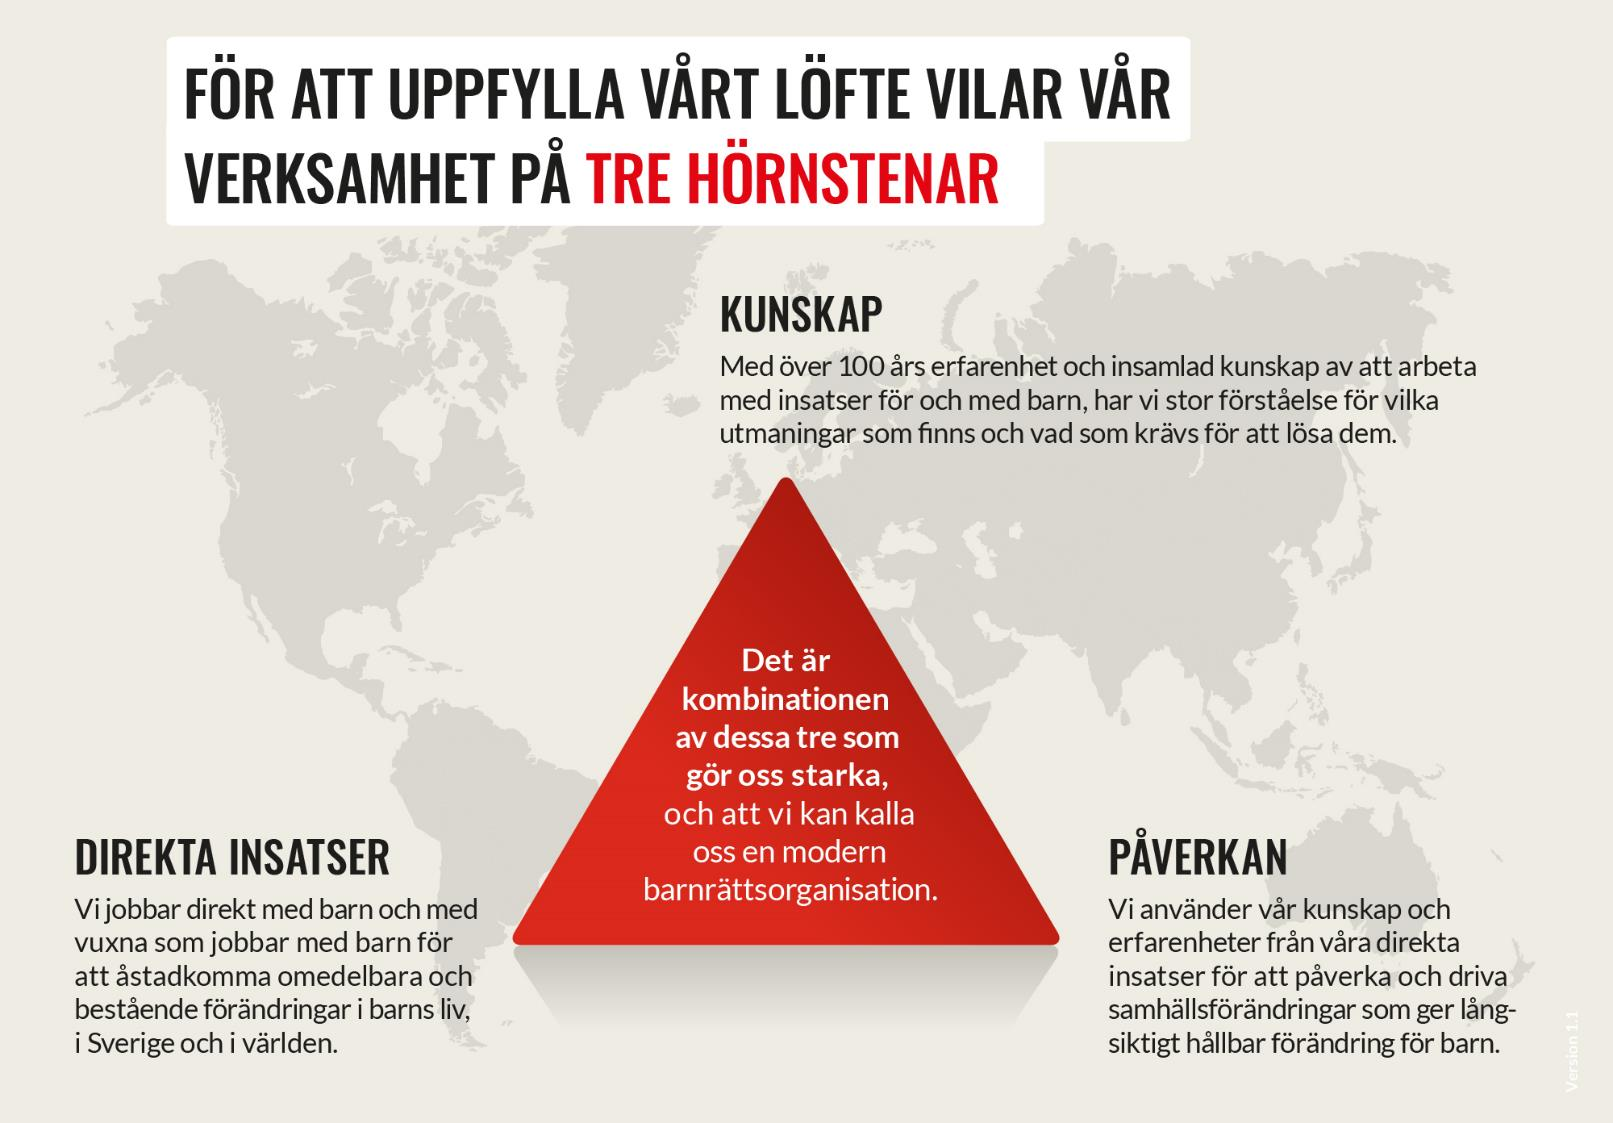 FÖR ATT UPPFYLLA VÅRT LÖFTE VILAR VÅR
VERKSAMHET PÅ TRE HÖRNSTENAR
KUNSKAP
Med över 100 års erfarenhet och insamlad kunskap av att arbeta
med insatser för och med barn, har vi stor förståelse för vilka
utmaningar som finns och vad som krävs för att lösa dem.
Det är
kombinationen
av dessa tre som
gör oss starka,
och att vi kan kalla
oss en modern
barnrättsorganisation.
DIREKTA INSATSER
Vi jobbar direkt med barn och med
vuxna som jobbar med barn för
att åstadkomma omedelbara och
bestående förändringar i barns liv,
i Sverige och i världen.
PÅVERKAN
Vi använder vår kunskap och
erfarenheter från våra direkta
insatser för att påverka och driva
samhällsförändringar som ger lång-
siktigt hållbar förändring för barn.
Version 1.1